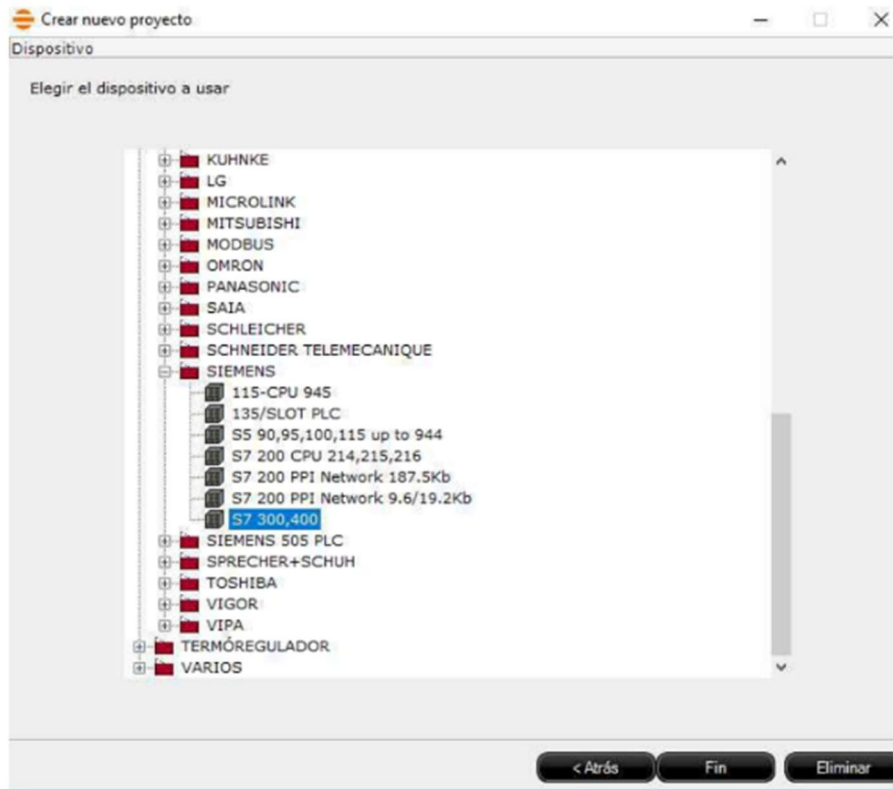 Crear nuevo proyecto
Dispositivo
Elegir el dispositivo a usar
KUHNKE
LG
MICROLINK
MITSUBISHI
MODBUS
OMRON
PANASONIC
SAIA
SCHLEICHER
SCHNEIDER TELEMECANIQUE
SIEMENS
115-CPU 945
135/SLOT PLC
S5 90,95,100,115 up to 944
S7 200 CPU 214,215,216
S7 200 PPI Network 187.5Kb
S7 200 PPI Network 9.6/19.2Kb
S7 300,400
SIEMENS 505 PLC
SPRECHER+SCHUH
TOSHIBA
VIGOR
VIPA
TERMÓREGULADOR
VARIOS
< Atrás Fin Eliminar